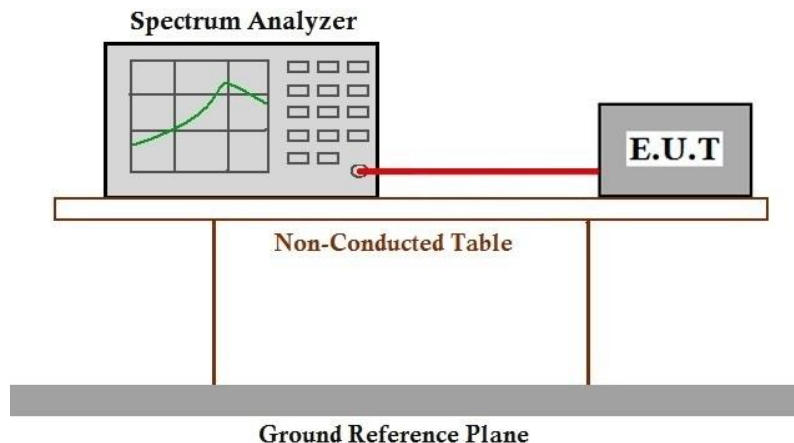 Spectrum Analyzer
E.U.T
Non-Conducted Table
Ground Reference Plane